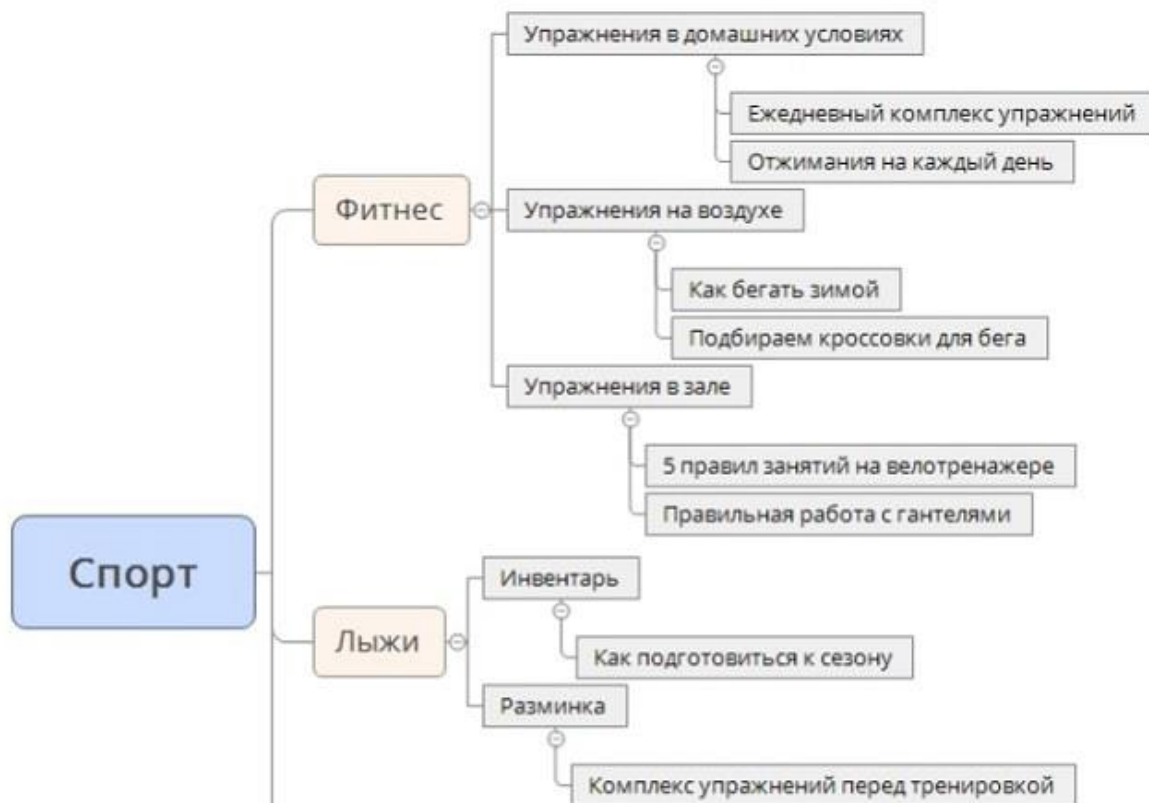 Упражнения в домашних условиях
Ежедневный комплекс упражнений
Отжимания на каждый день
Фитнес
Упражнения на воздухе
Как бегать зимой
Подбираем кроссовки для бега
Упражнения в зале
5 правил занятий на велотренажере
Правильная работа с гантелями
Спорт
Инвентарь
Лыжи
Как подготовиться к сезону
Разминка
Комплекс упражнений перед тренировкой